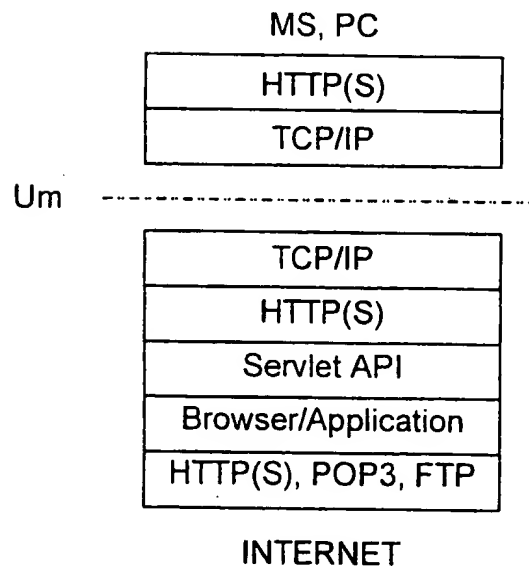 MS, PC
HTTP(S)
TCP/IP
Um
TCP/IP
HTTP(S)
Servlet API
Browser/Application
HTTP(S), POP3, FTP
INTERNET